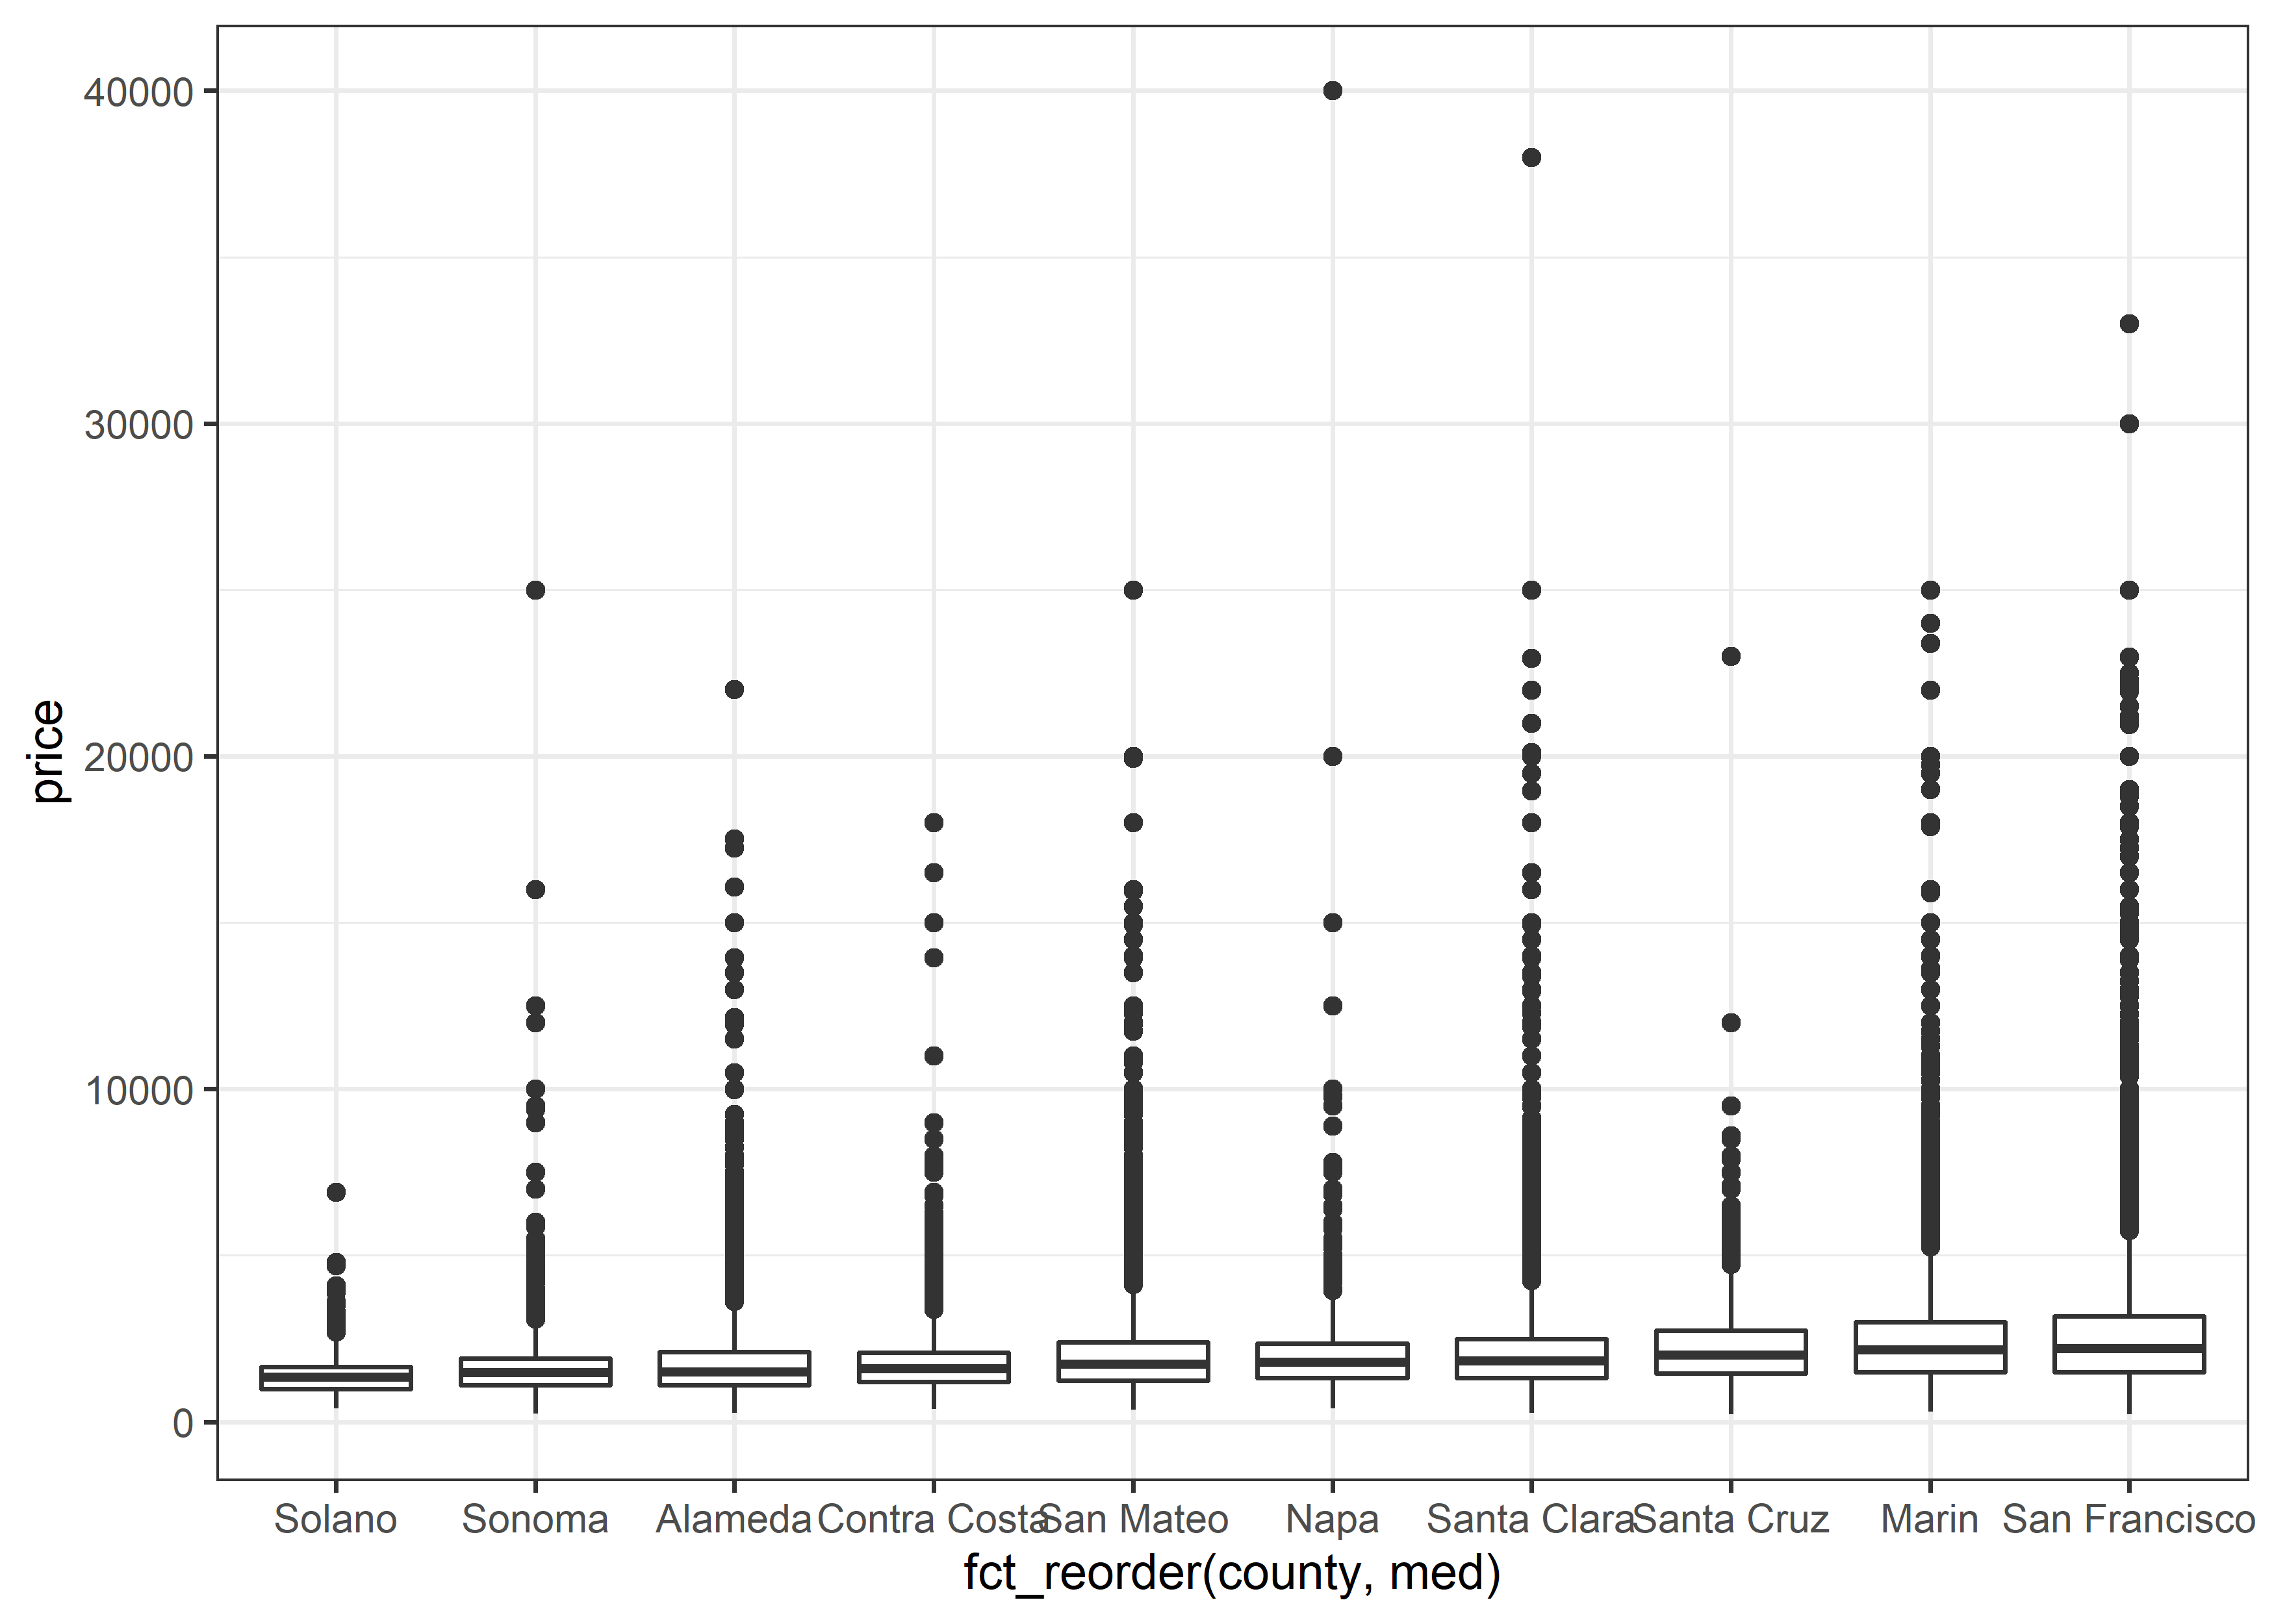 40000
30000
20000
10000
0
price
Solano Sonoma Alameda Contra Costa San Mateo Napa Santa Clara Santa Cruz Marin San Francisco
fct_reorder(county, med)